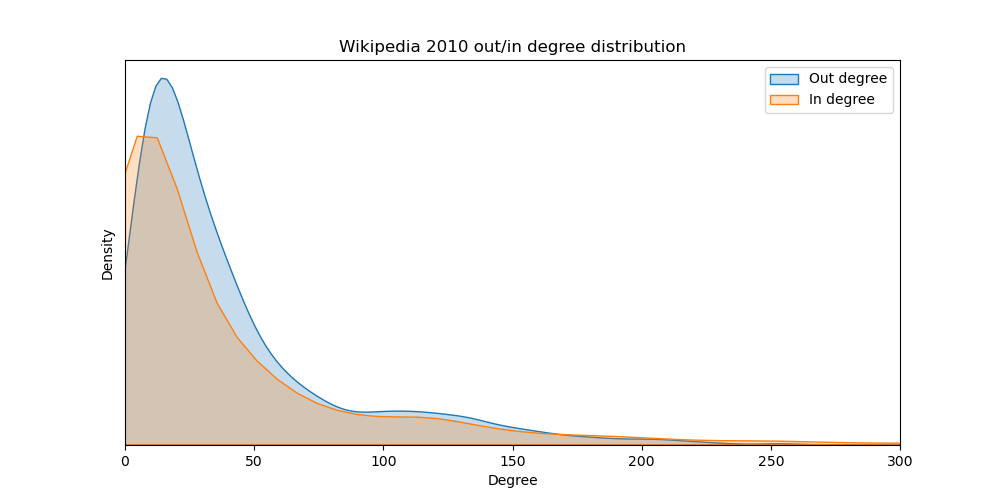 Wikipedia 2010 out/in degree distribution
Out degree
In degree
Density
0 50 100 150 200 250 300
Degree